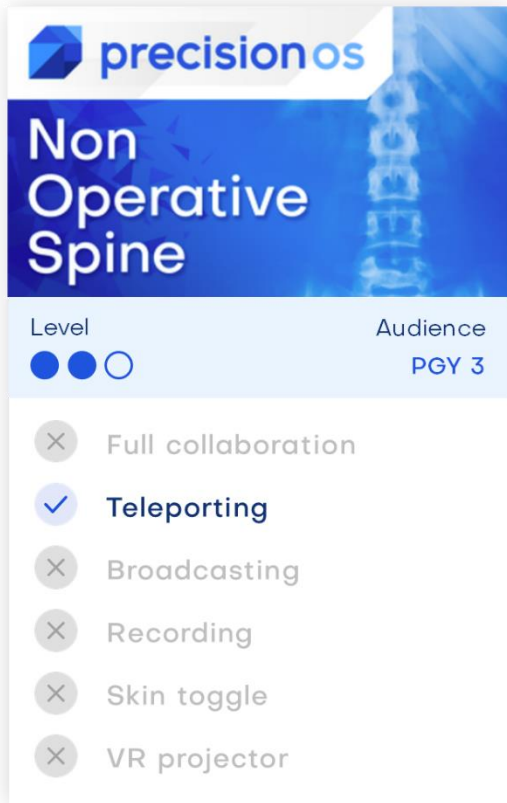 precisionos
Non
Operative
Spine
Level
Audience
PGY 3
Full collaboration
Teleporting
Broadcasting
Recording
Skin toggle
VR projector